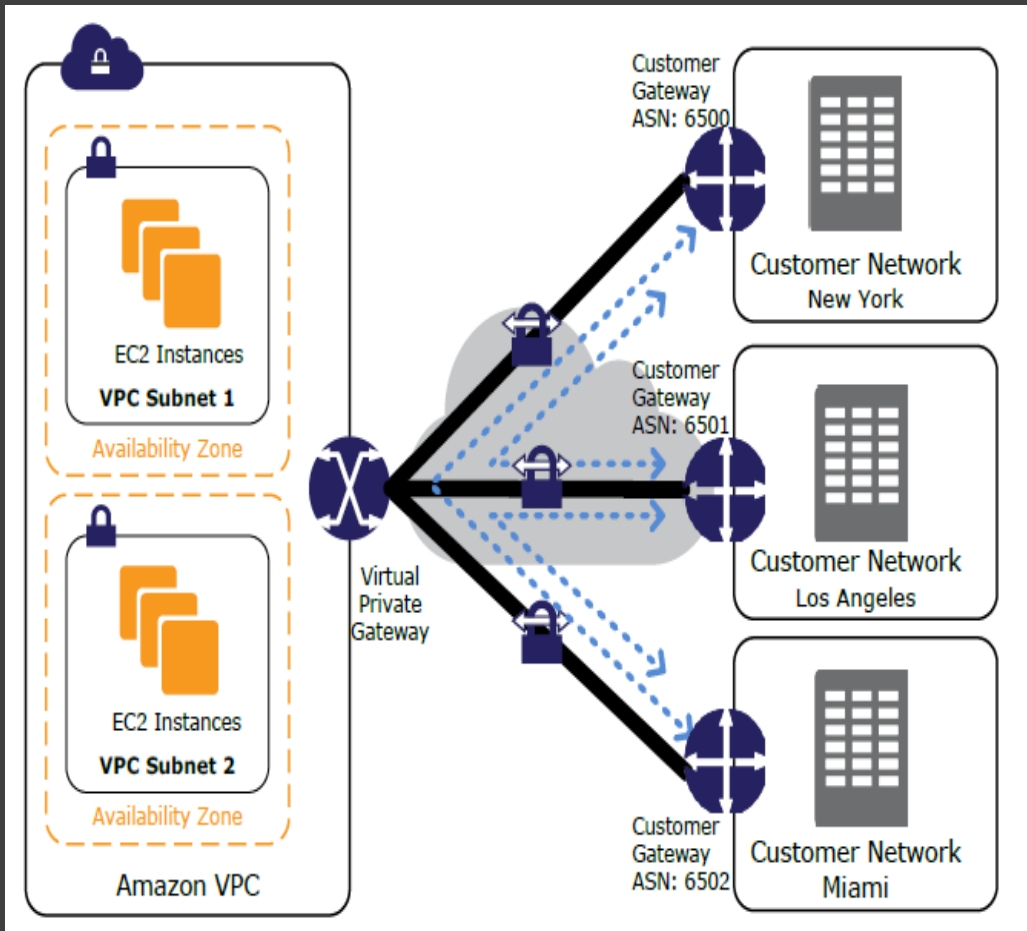 EC2 Instances
VPC Subnet 1
Availability Zone
EC2 Instances
VPC Subnet 2
Availability Zone
Amazon VPC
Virtual
Private
Gateway
Customer
Gateway
ASN: 6500
Customer Network
New York
Customer
Gateway
ASN: 6501
Customer Network
Los Angeles
Customer
Gateway
ASN: 6502
Customer Network
Miami